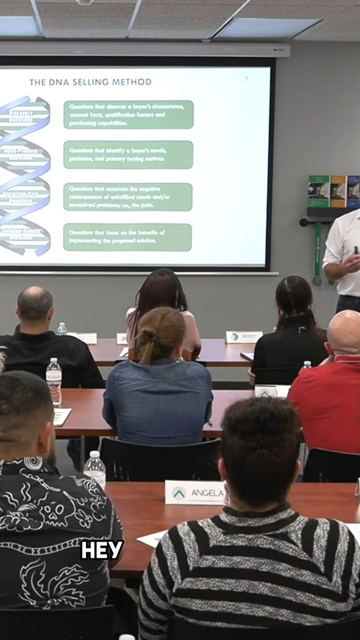 THE DNA SELLING METHOD
Questions that discover a buyer's circumstance,
account facts, qualification factors and
purchasing capabilities.
Questions that identify a buyer's needs,
problems, and primary buying motives.
Questions that ascertain the negative
consequences of unfulfilled needs and/or
unresolved problems, i.e., the pain.
Questions that focus on the benefits of
implementing the proposed solution.
ANGELA
HEY